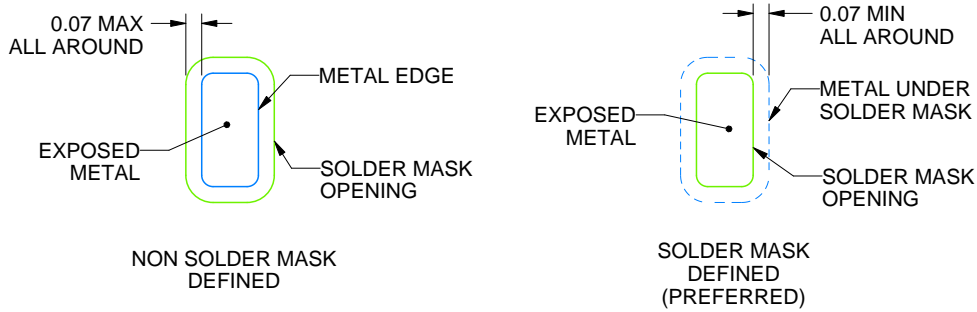 0.07 MAX
ALL AROUND
METAL EDGE
EXPOSED
METAL
SOLDER MASK
OPENING
NON SOLDER MASK
DEFINED
0.07 MIN
ALL AROUND
METAL UNDER
SOLDER MASK
EXPOSED
METAL
SOLDER MASK
OPENING
SOLDER MASK
DEFINED
(PREFERRED)